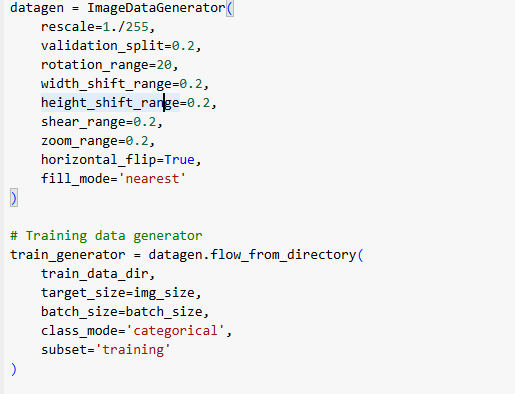 datagen = ImageDataGenerator(
    rescale=1./255,
    validation_split=0.2,
    rotation_range=20,
    width_shift_range=0.2,
    height_shift_range=0.2,
    shear_range=0.2,
    zoom_range=0.2,
    horizontal_flip=True,
    fill_mode='nearest'
)
# Training data generator
train_generator = datagen.flow_from_directory(
    train_data_dir,
    target_size=img_size,
    batch_size=batch_size,
    class_mode='categorical',
    subset='training'
)